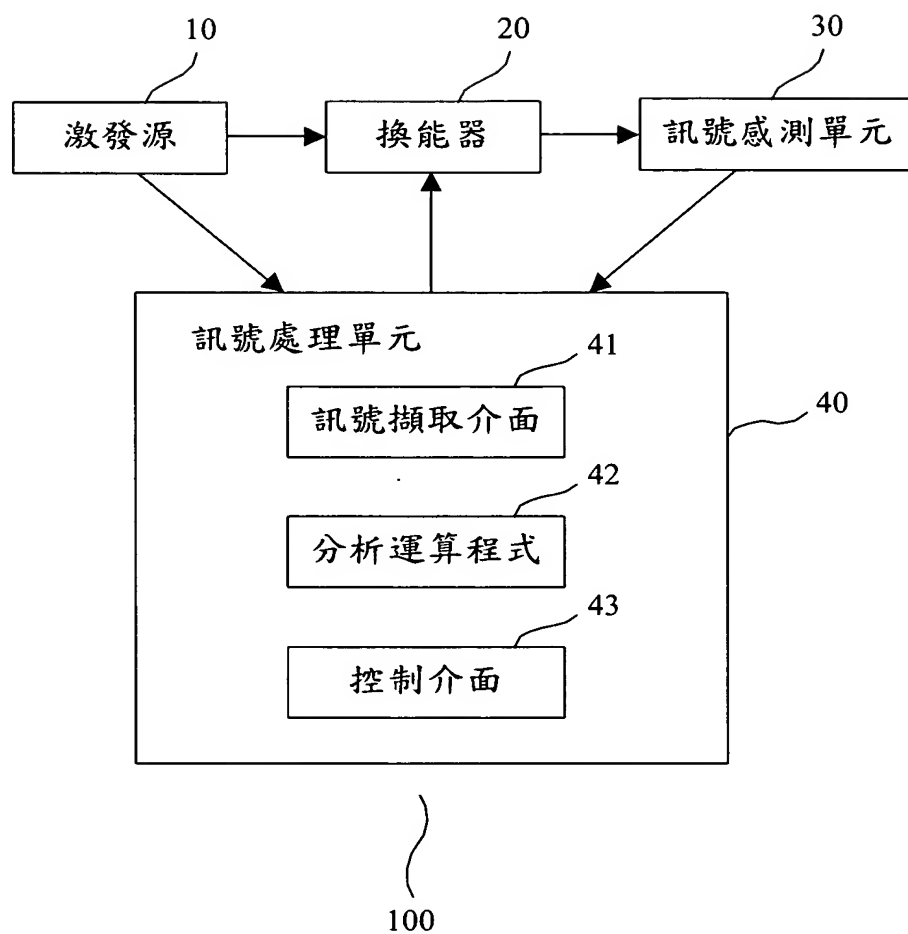 10
20
30
激發源
換能器
訊號感測單元
訊號處理單元
41
訊號擷取介面
40
42
分析運算程式
43
控制介面
100